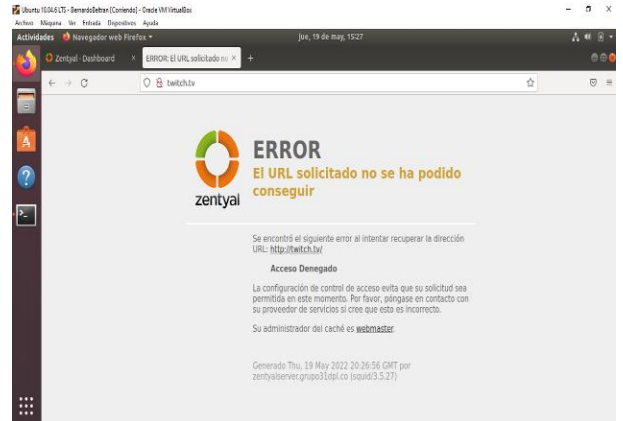 Ubuntu 18.04.6 LTS - BernardoBeltran [Corriendo] - Oracle VM VirtualBox
Archivo Máquina Ver Entrada Dispositivos Ayuda
Actividades Navegador web Firefox jue, 19 de may, 15:27
Zentyal - Dashboard × ERROR: El URL solicitado no × +
twitch.tv
zentyal
ERROR
El URL solicitado no se ha podido
conseguir
Se encontró el siguiente error al intentar recuperar la dirección
URL: http://twitch.tv/
Acceso Denegado
La configuración de control de acceso evita que su solicitud sea
permitida en este momento. Por favor, póngase en contacto con
su proveedor de servicios si cree que esto es incorrecto.
Su administrador del caché es webmaster.
Generado Thu, 19 May 2022 20:26:56 GMT por
zentyalserver.grupo31dpl.co (squid/3.5.27)